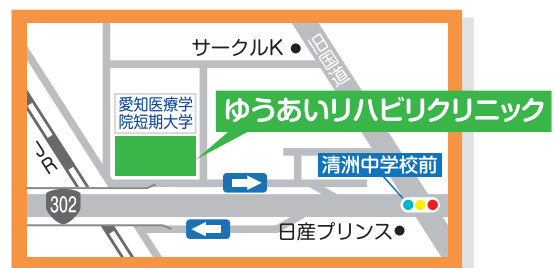 サークルK
旧国道
愛知医療学
院短期大学
ゆうあいリハビリクリニック
JR
清洲中学校前
302
日産プリンス